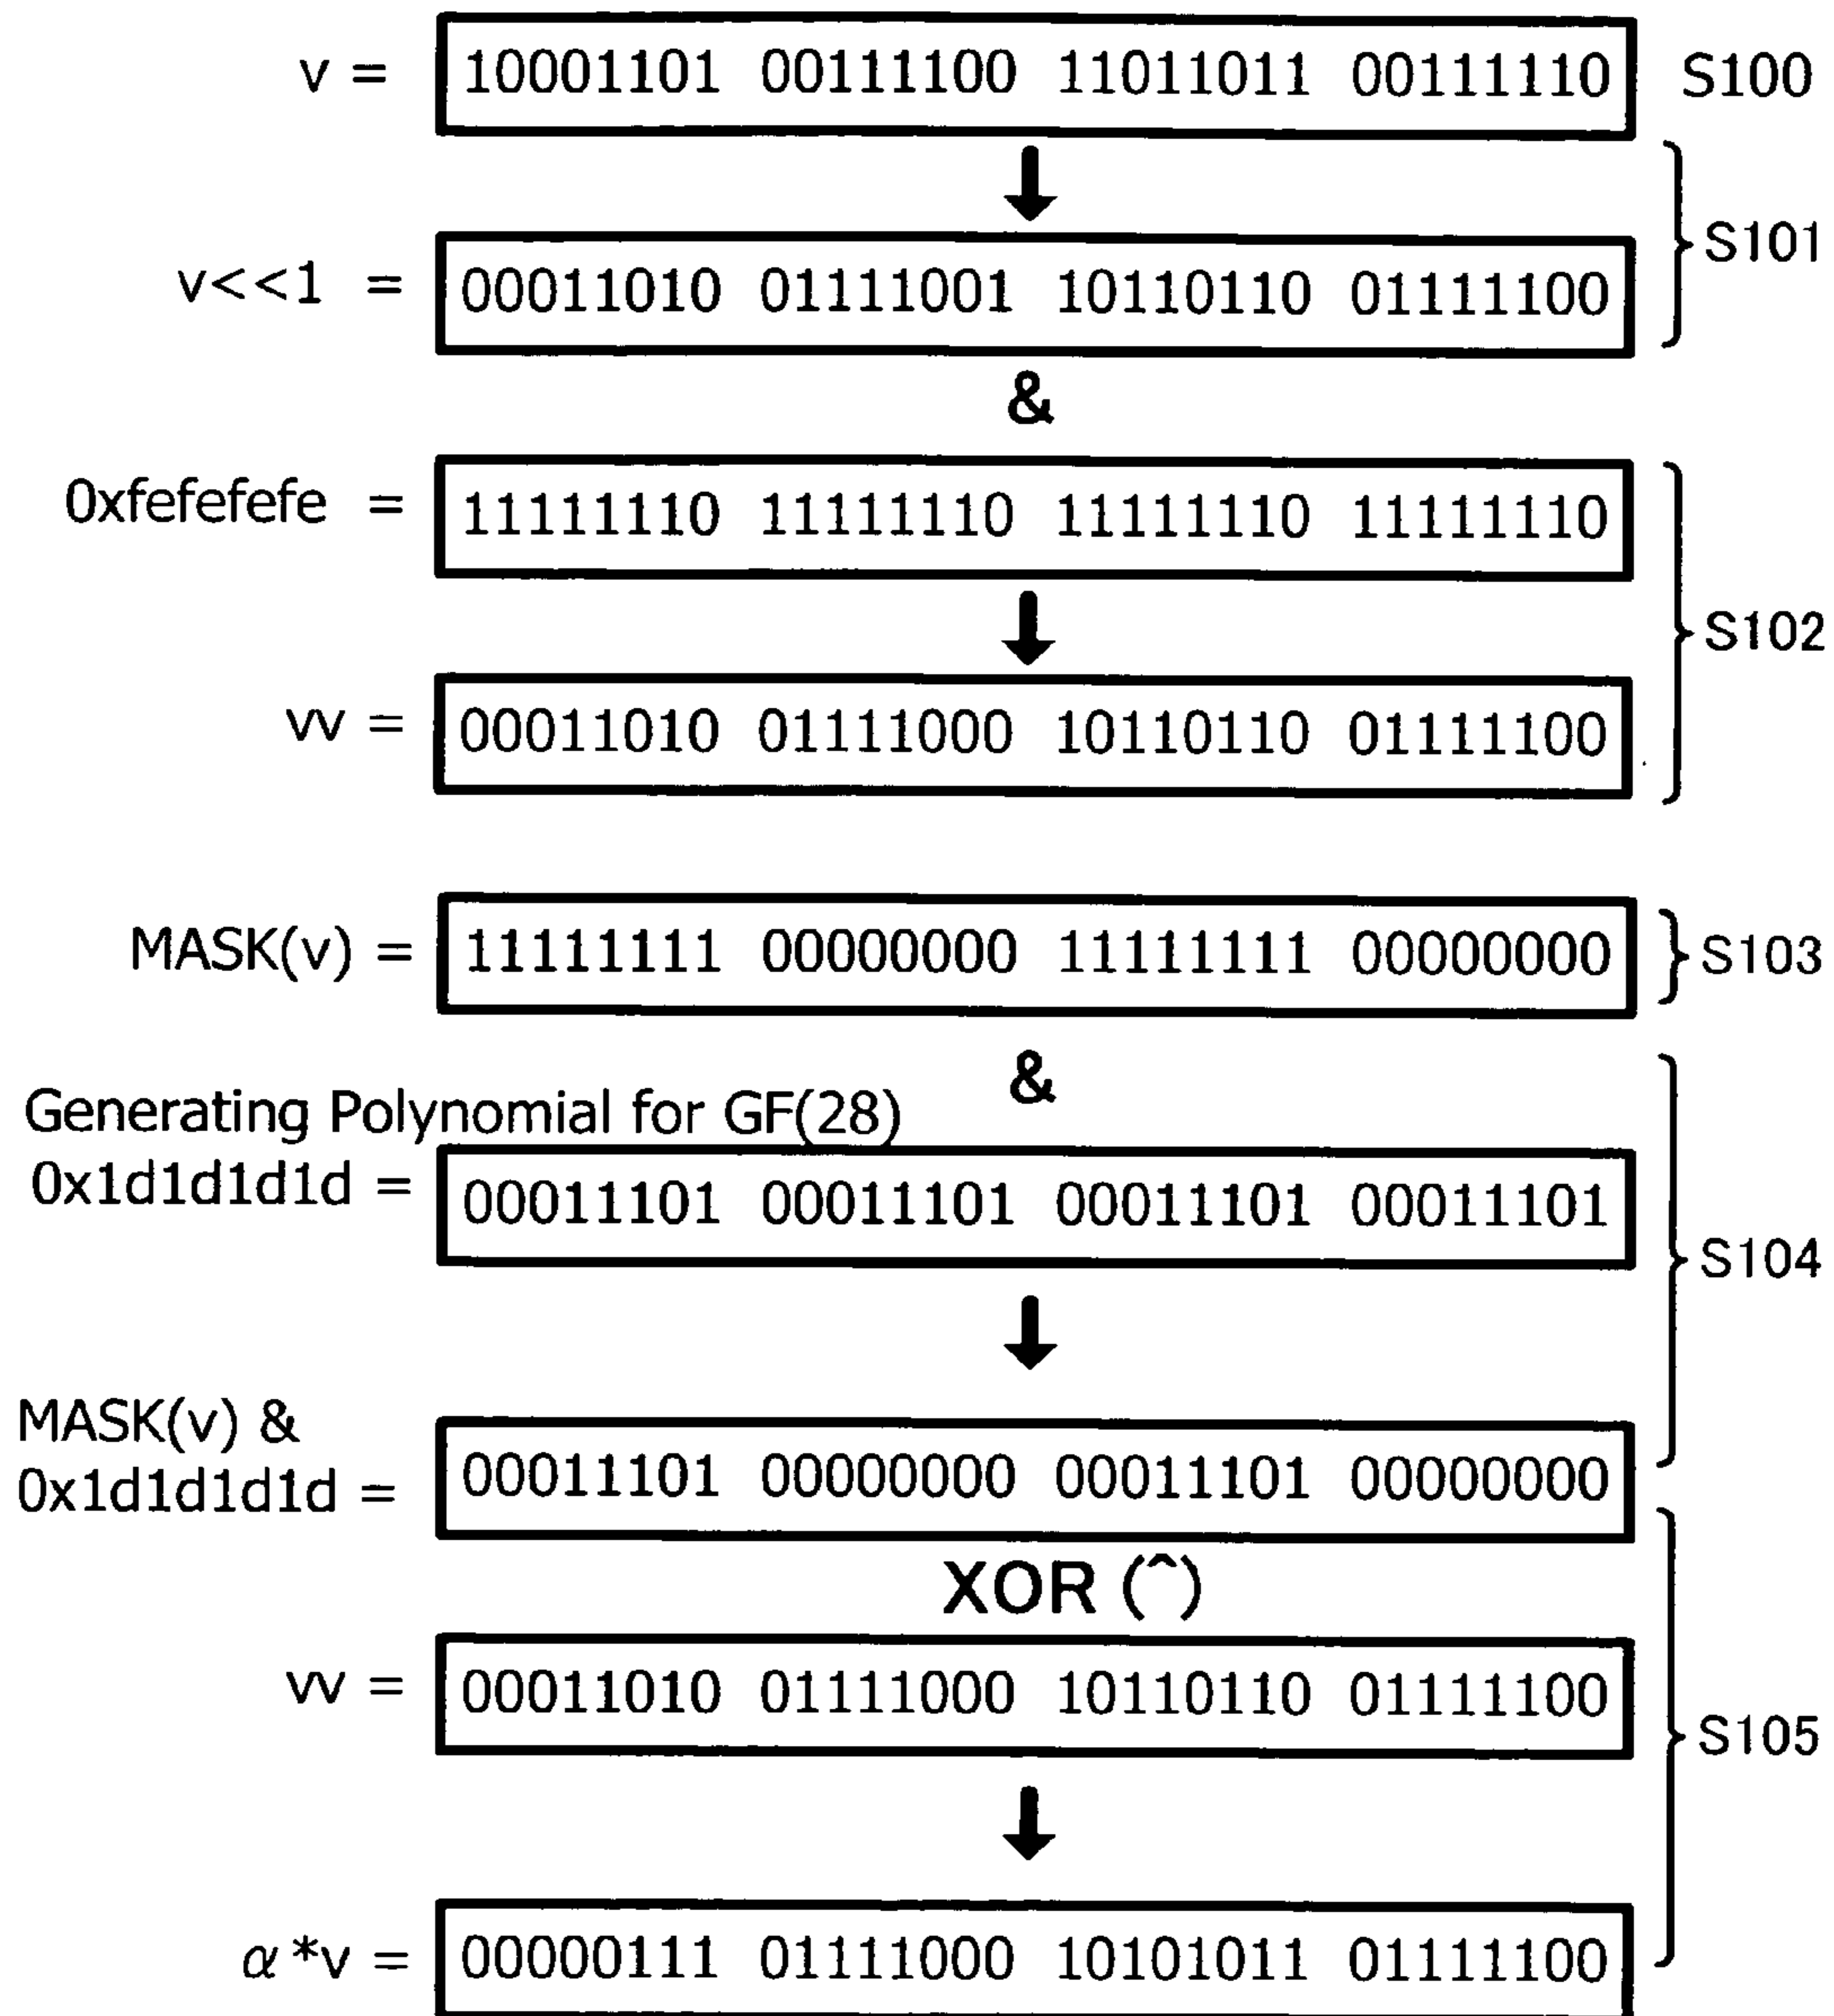 v = 10001101 00111100 11011011 00111110 S100
v<<1 = 00011010 01111001 10110110 01111100 S101
&
0xfefefefe = 11111110 11111110 11111110 11111110
S102
vv = 00011010 01111000 10110110 01111100
MASK(v) = 11111111 00000000 11111111 00000000 S103
&
Generating Polynomial for GF(28)
0x1d1d1d1d = 00011101 00011101 00011101 00011101
S104
MASK(v) &
0x1d1d1d1d = 00011101 00000000 00011101 00000000
XOR (^)
vv = 00011010 01111000 10110110 01111100
S105
α*v = 00000111 01111000 10101011 01111100